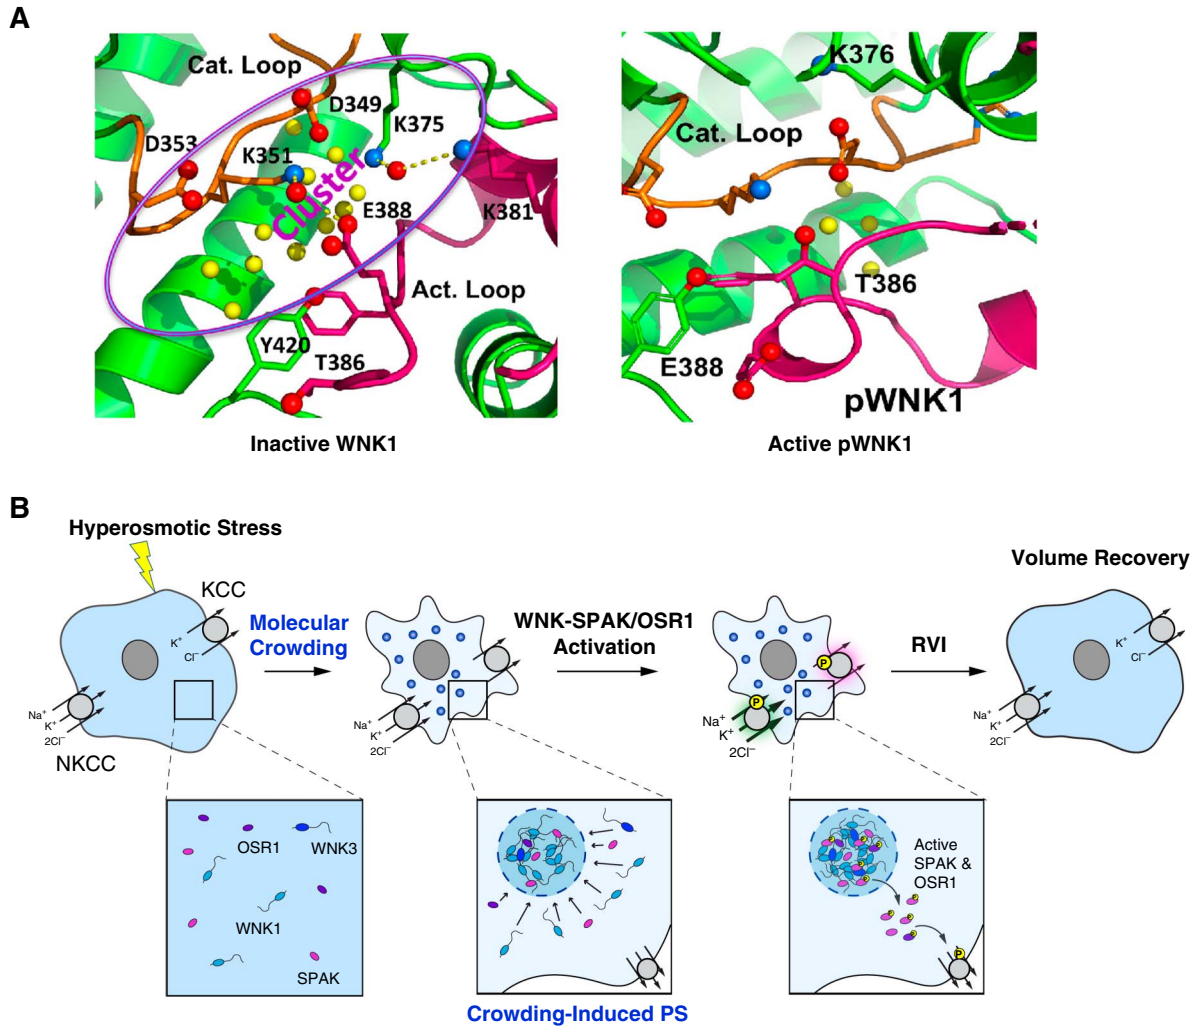 A
Cat. Loop
D349
K375
D353
K351
Cluster
E388
K381
Act. Loop
Y420
T386
Inactive WNK1
K376
Cat. Loop
T386
E388
pWNK1
Active pWNK1
B
Hyperosmotic Stress
KCC
K⁺
Cl⁻
Na⁺
K⁺
2Cl⁻
NKCC
Molecular
Crowding
Na⁺
K⁺
2Cl⁻
WNK-SPAK/OSR1
Activation
P
P
Na⁺
K⁺
2Cl⁻
RVI
Volume Recovery
K⁺
Cl⁻
Na⁺
K⁺
2Cl⁻
OSR1
WNK3
WNK1
SPAK
Crowding-Induced PS
Active
SPAK &
OSR1
P